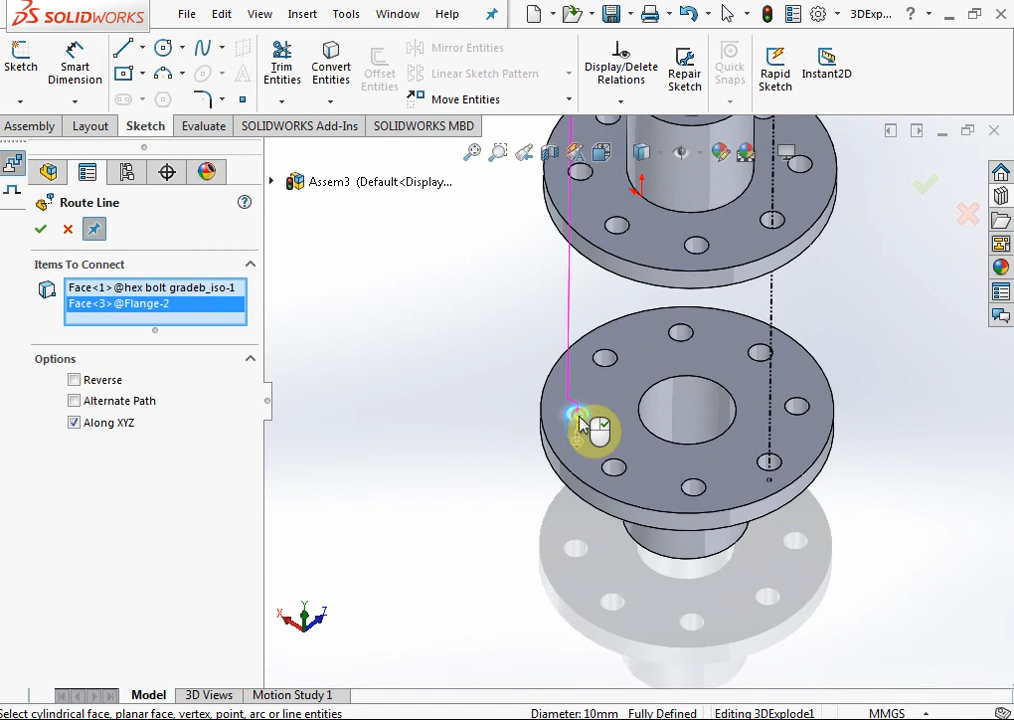 SOLIDWORKS
File
Edit
View
Insert
Tools
Window
Help
3DExp...
?
Sketch
Smart Dimension
Trim Entities
Convert Entities
Offset Entities
Mirror Entities
Linear Sketch Pattern
Move Entities
Display/Delete Relations
Repair Sketch
Quick Snaps
Rapid Sketch
Instant2D
Assembly
Layout
Sketch
Evaluate
SOLIDWORKS Add-Ins
SOLIDWORKS MBD
Assem3 (Default<Display...
Route Line
Items To Connect
Face<1>@hex bolt gradeb_iso-1
Face<3>@Flange-2
Options
Reverse
Alternate Path
Along XYZ
X
Y
Z
Model
3D Views
Motion Study 1
Select cylindrical face, planar face, vertex, point, arc or line entities
Diameter: 10mm
Fully Defined
Editing 3DExplode1
MMGS